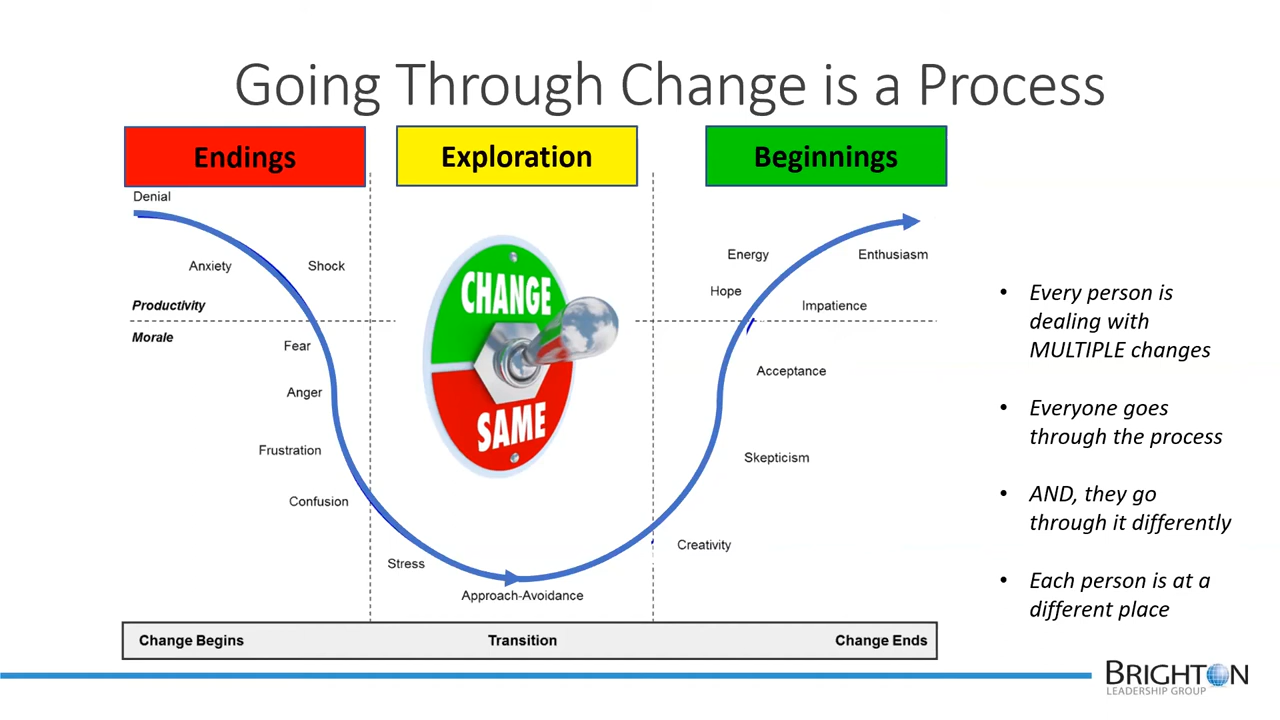 Going Through Change is a Process
Endings
Exploration
Beginnings
Denial
Anxiety
Shock
Productivity
Morale
Fear
Anger
Frustration
Confusion
Stress
Approach-Avoidance
CHANGE
SAME
Energy
Enthusiasm
Hope
Impatience
Acceptance
Skepticism
Creativity
Change Begins
Transition
Change Ends
• Every person is
dealing with
MULTIPLE changes
• Everyone goes
through the process
• AND, they go
through it differently
• Each person is at a
different place
BRIGHTON
LEADERSHIP GROUP